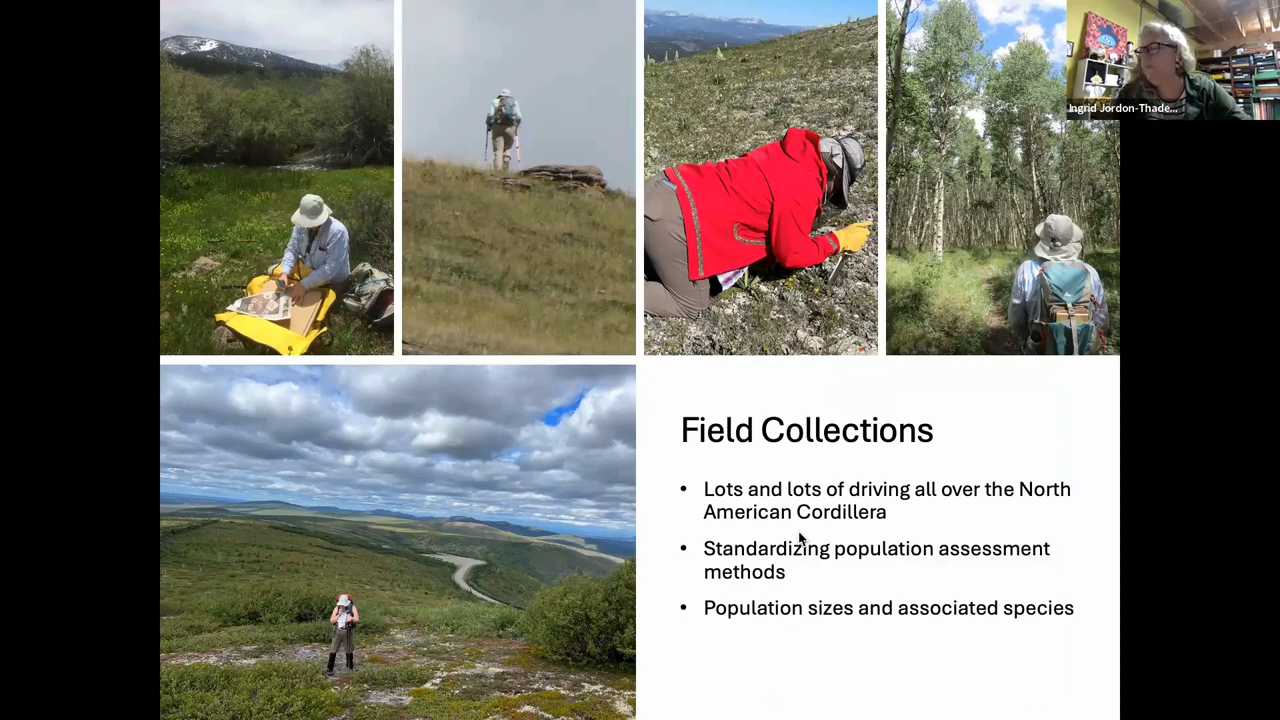 Ingrid Jordon-Thade...
Field Collections
• Lots and lots of driving all over the North
American Cordillera
• Standardizing population assessment
methods
• Population sizes and associated species